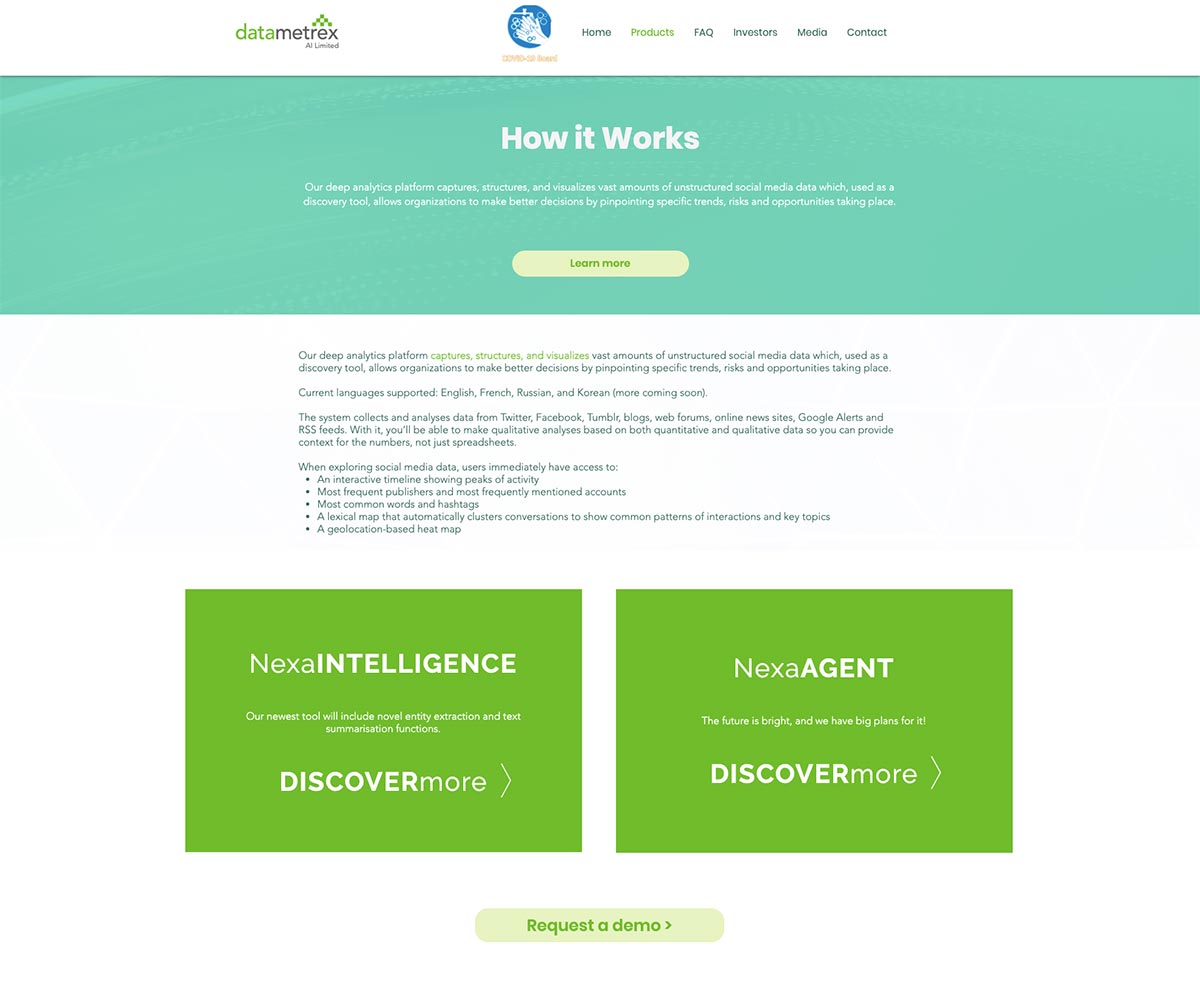 datametrex
AI Limited
COVID-19 Board
Home Products FAQ Investors Media Contact
How it Works
Our deep analytics platform captures, structures, and visualizes vast amounts of unstructured social media data which, used as a
discovery tool, allows organizations to make better decisions by pinpointing specific trends, risks and opportunities taking place.
Learn more
Our deep analytics platform captures, structures, and visualizes vast amounts of unstructured social media data which, used as a
discovery tool, allows organizations to make better decisions by pinpointing specific trends, risks and opportunities taking place.
Current languages supported: English, French, Russian, and Korean (more coming soon).
The system collects and analyses data from Twitter, Facebook, Tumblr, blogs, web forums, online news sites, Google Alerts and
RSS feeds. With it, you'll be able to make qualitative analyses based on both quantitative and qualitative data so you can provide
context for the numbers, not just spreadsheets.
When exploring social media data, users immediately have access to:
• An interactive timeline showing peaks of activity
• Most frequent publishers and most frequently mentioned accounts
• Most common words and hashtags
• A lexical map that automatically clusters conversations to show common patterns of interactions and key topics
• A geolocation-based heat map
NexaINTELLIGENCE
Our newest tool will include novel entity extraction and text
summarisation functions.
DISCOVERmore
NexaAGENT
The future is bright, and we have big plans for it!
DISCOVERmore
Request a demo >